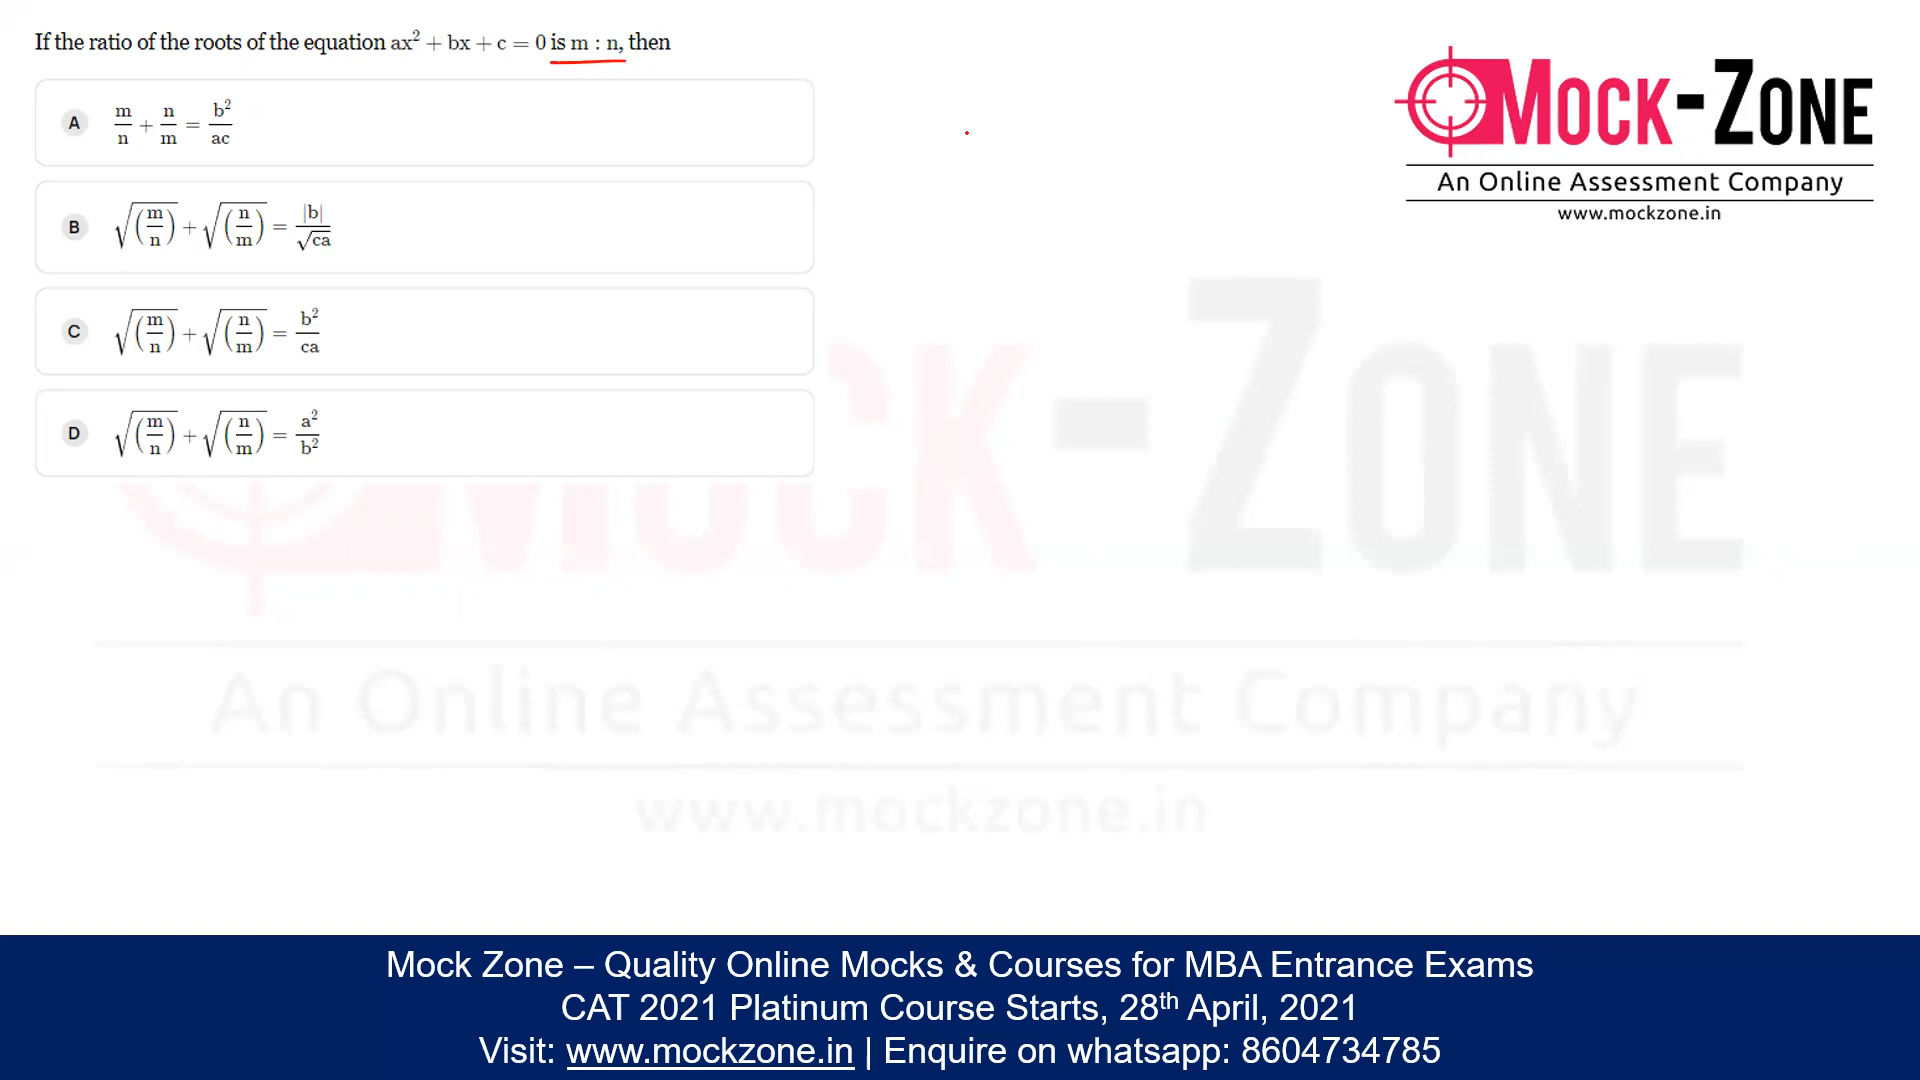 If the ratio of the roots of the equation ax² + bx + c = 0 is m : n, then
A m/n + n/m = b²/ac
B √(m/n) + √(n/m) = |b|/√ca
C √(m/n) + √(n/m) = b²/ca
D √(m/n) + √(n/m) = a²/b²
MOCK-ZONE
An Online Assessment Company
www.mockzone.in
MOCK-ZONE
An Online Assessment Company
www.mockzone.in
Mock Zone – Quality Online Mocks & Courses for MBA Entrance Exams
CAT 2021 Platinum Course Starts, 28th April, 2021
Visit: www.mockzone.in | Enquire on whatsapp: 8604734785